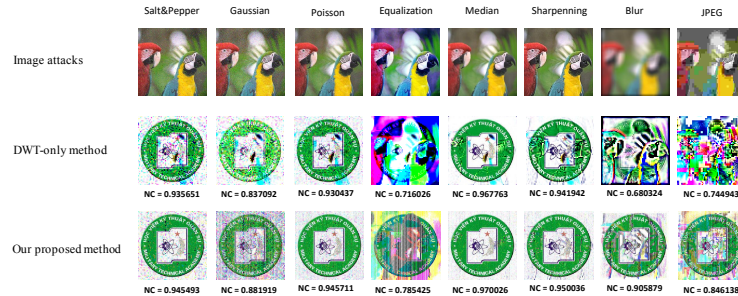 Salt&Pepper Gaussian Poisson Equalization Median Sharpenning Blur JPEG
Image attacks
DWT-only method
NC = 0.935651 NC = 0.837092 NC = 0.930437 NC = 0.716026 NC = 0.967763 NC = 0.941942 NC = 0.680324 NC = 0.744943
Our proposed method
NC = 0.945493 NC = 0.881919 NC = 0.945711 NC = 0.785425 NC = 0.970026 NC = 0.950036 NC = 0.905879 NC = 0.846138